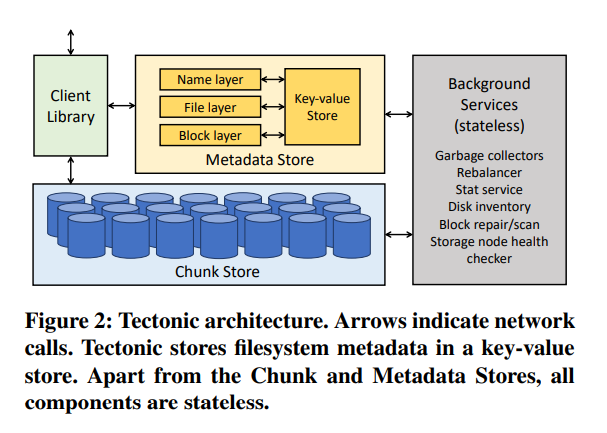 Client
Library
Name layer
File layer
Block layer
Key-value
Store
Metadata Store
Chunk Store
Background
Services
(stateless)
Garbage collectors
Rebalancer
Stat service
Disk inventory
Block repair/scan
Storage node health
checker
Figure 2: Tectonic architecture. Arrows indicate network
calls. Tectonic stores filesystem metadata in a key-value
store. Apart from the Chunk and Metadata Stores, all
components are stateless.